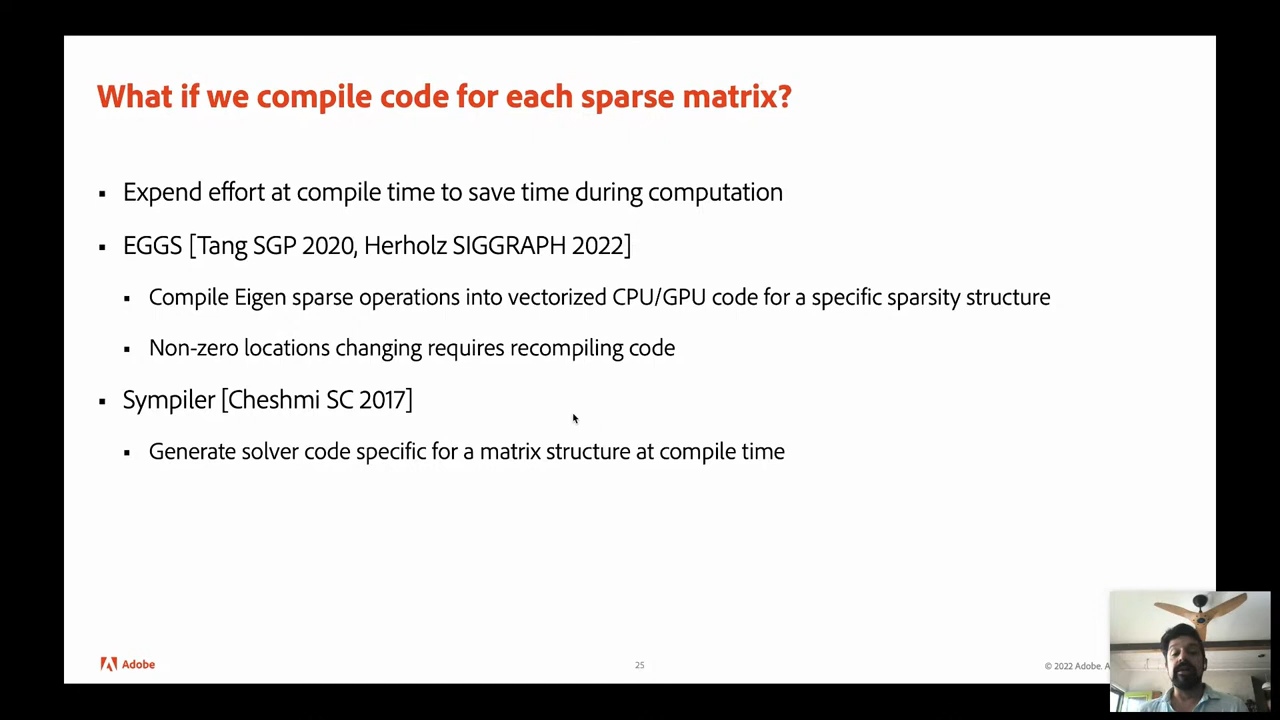 What if we compile code for each sparse matrix?
▪ Expend effort at compile time to save time during computation
▪ EGGS [Tang SGP 2020, Herholz SIGGRAPH 2022]
▪ Compile Eigen sparse operations into vectorized CPU/GPU code for a specific sparsity structure
▪ Non-zero locations changing requires recompiling code
▪ Sympiler [Cheshmi SC 2017]
▪ Generate solver code specific for a matrix structure at compile time
Adobe
25
© 2022 Adobe. A